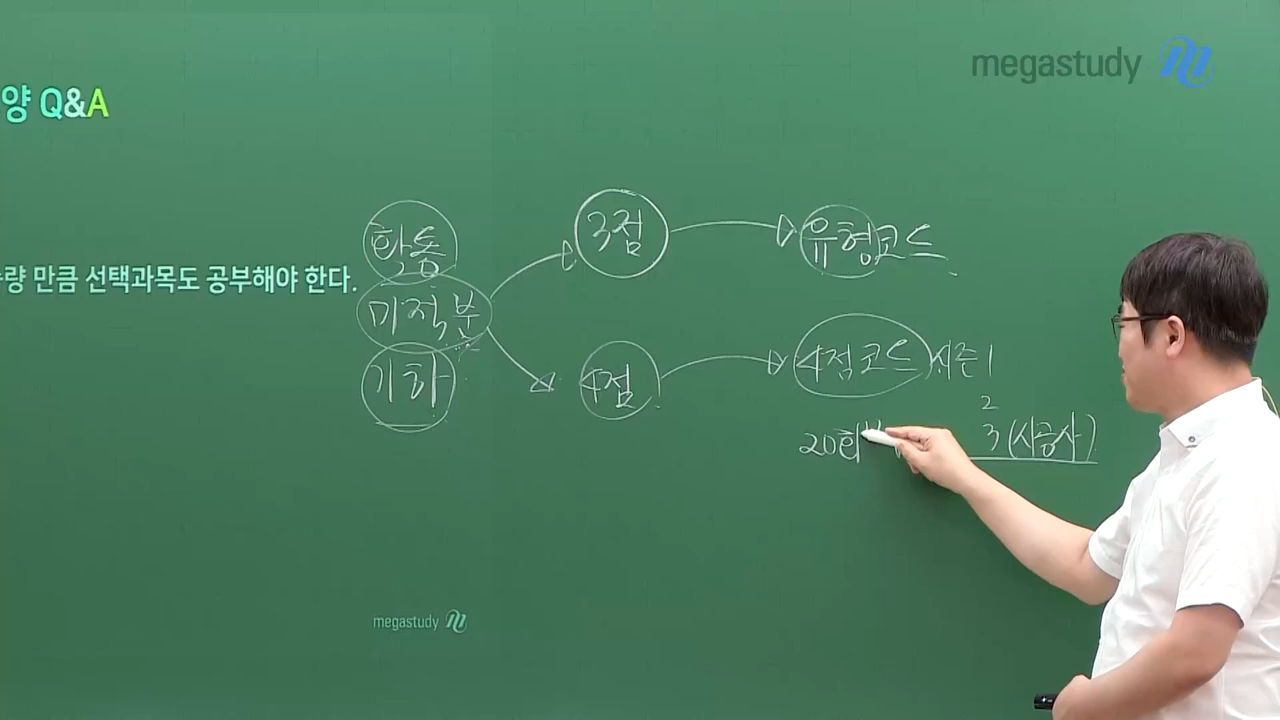 megastudy
양 Q&A
량 만큼 선택과목도 공부해야 한다.
확통
미적분
기하
3점
유형코드
4점
4점코드 시즌 1
2
3 (시공사)
20회
megastudy